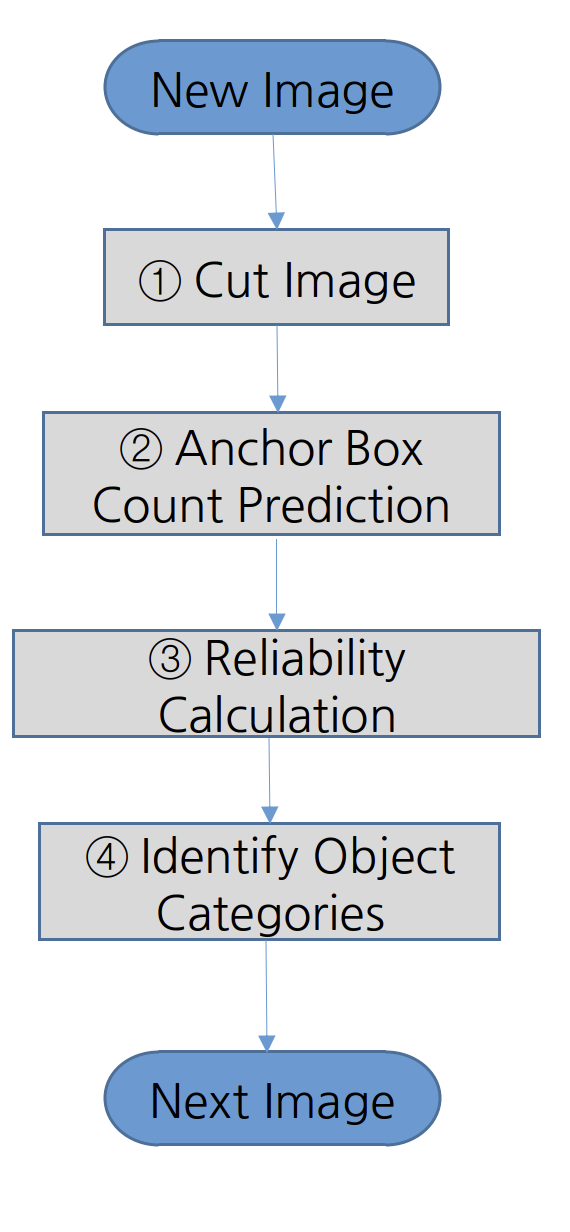 New Image
① Cut Image
② Anchor Box
Count Prediction
③ Reliability
Calculation
④ Identify Object
Categories
Next Image